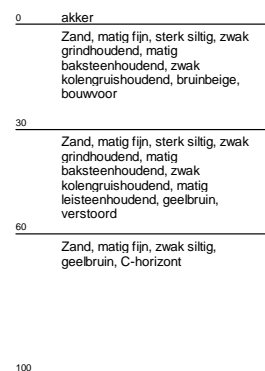 0 akker
Zand, matig fijn, sterk siltig, zwak
grindhoudend, matig
baksteenhoudend, zwak
kolengruishoudend, bruinbeige,
bouwvoor
30
Zand, matig fijn, sterk siltig, zwak
grindhoudend, matig
baksteenhoudend, zwak
kolengruishoudend, matig
leisteenhoudend, geelbruin,
verstoord
60
Zand, matig fijn, zwak siltig,
geelbruin, C-horizont
100